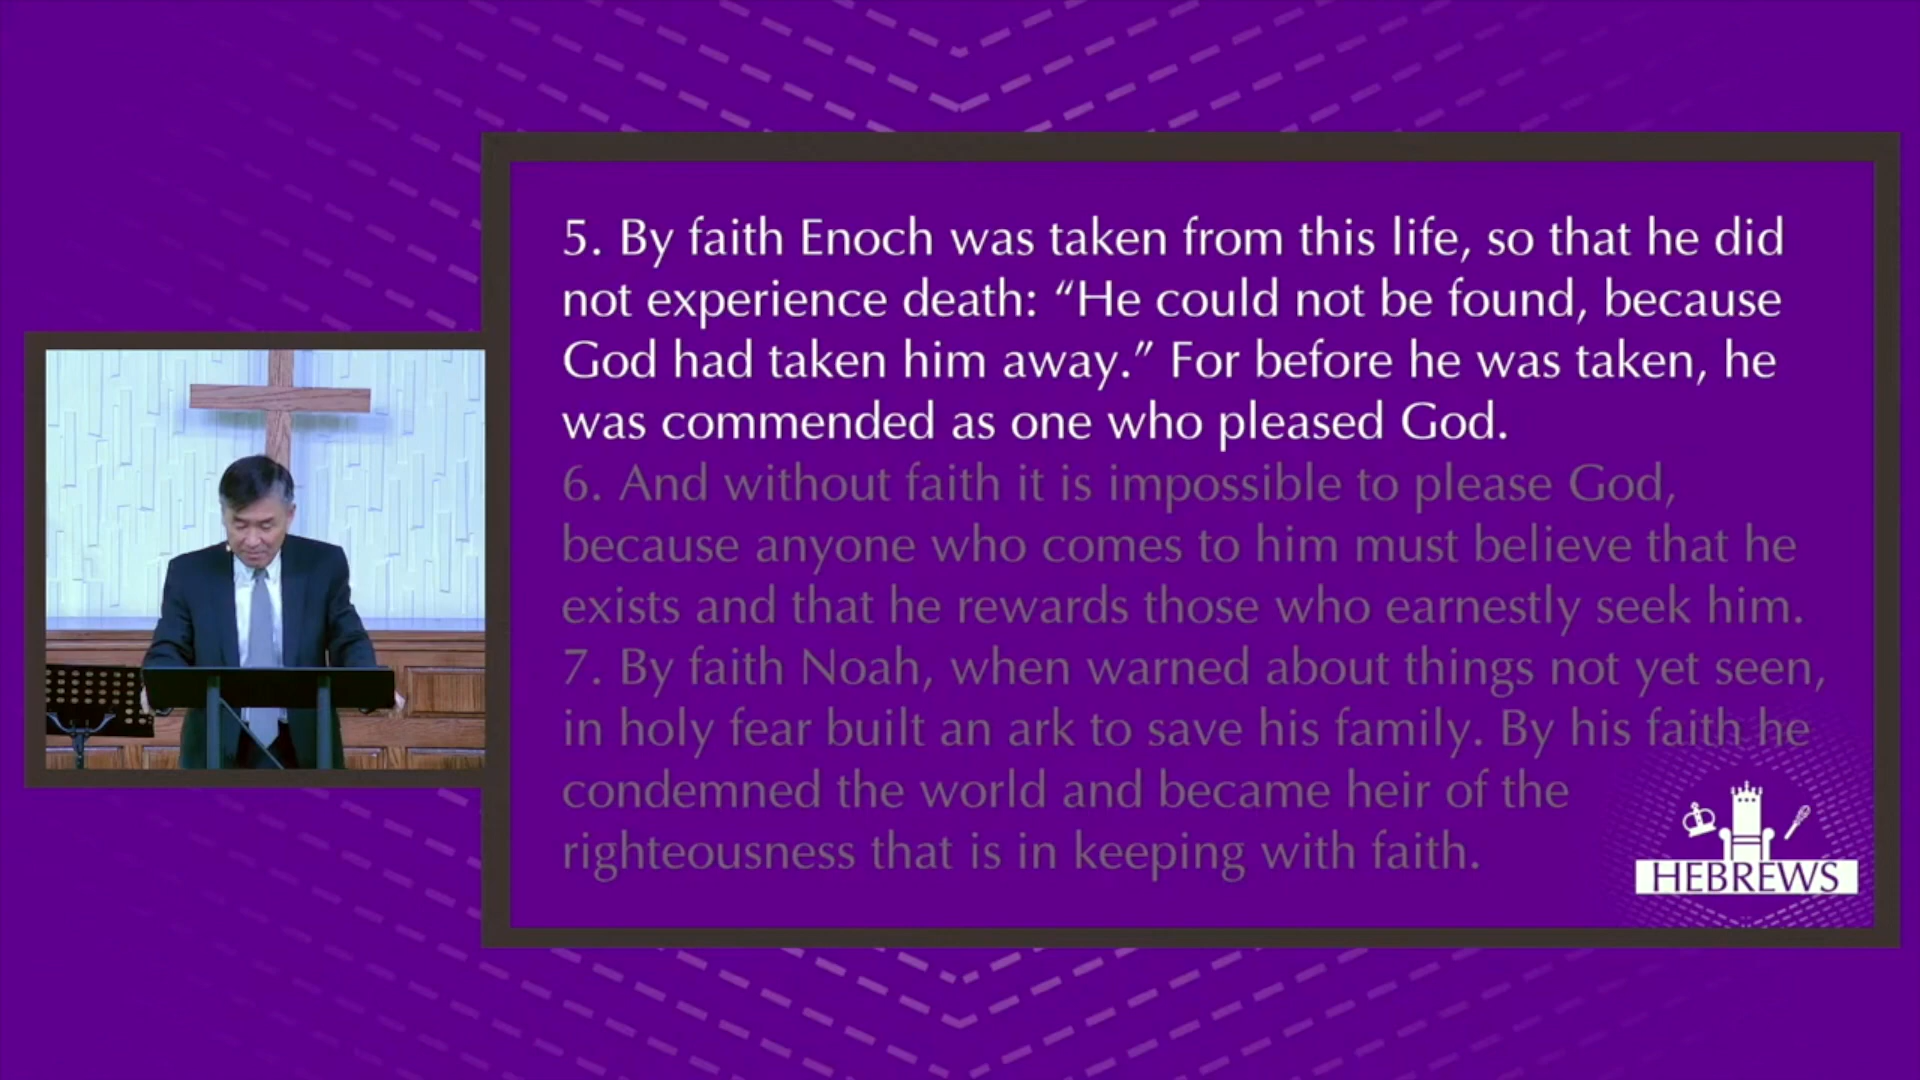 5. By faith Enoch was taken from this life, so that he did
not experience death: “He could not be found, because
God had taken him away.” For before he was taken, he
was commended as one who pleased God.
6. And without faith it is impossible to please God,
because anyone who comes to him must believe that he
exists and that he rewards those who earnestly seek him.
7. By faith Noah, when warned about things not yet seen,
in holy fear built an ark to save his family. By his faith he
condemned the world and became heir of the
righteousness that is in keeping with faith.
HEBREWS